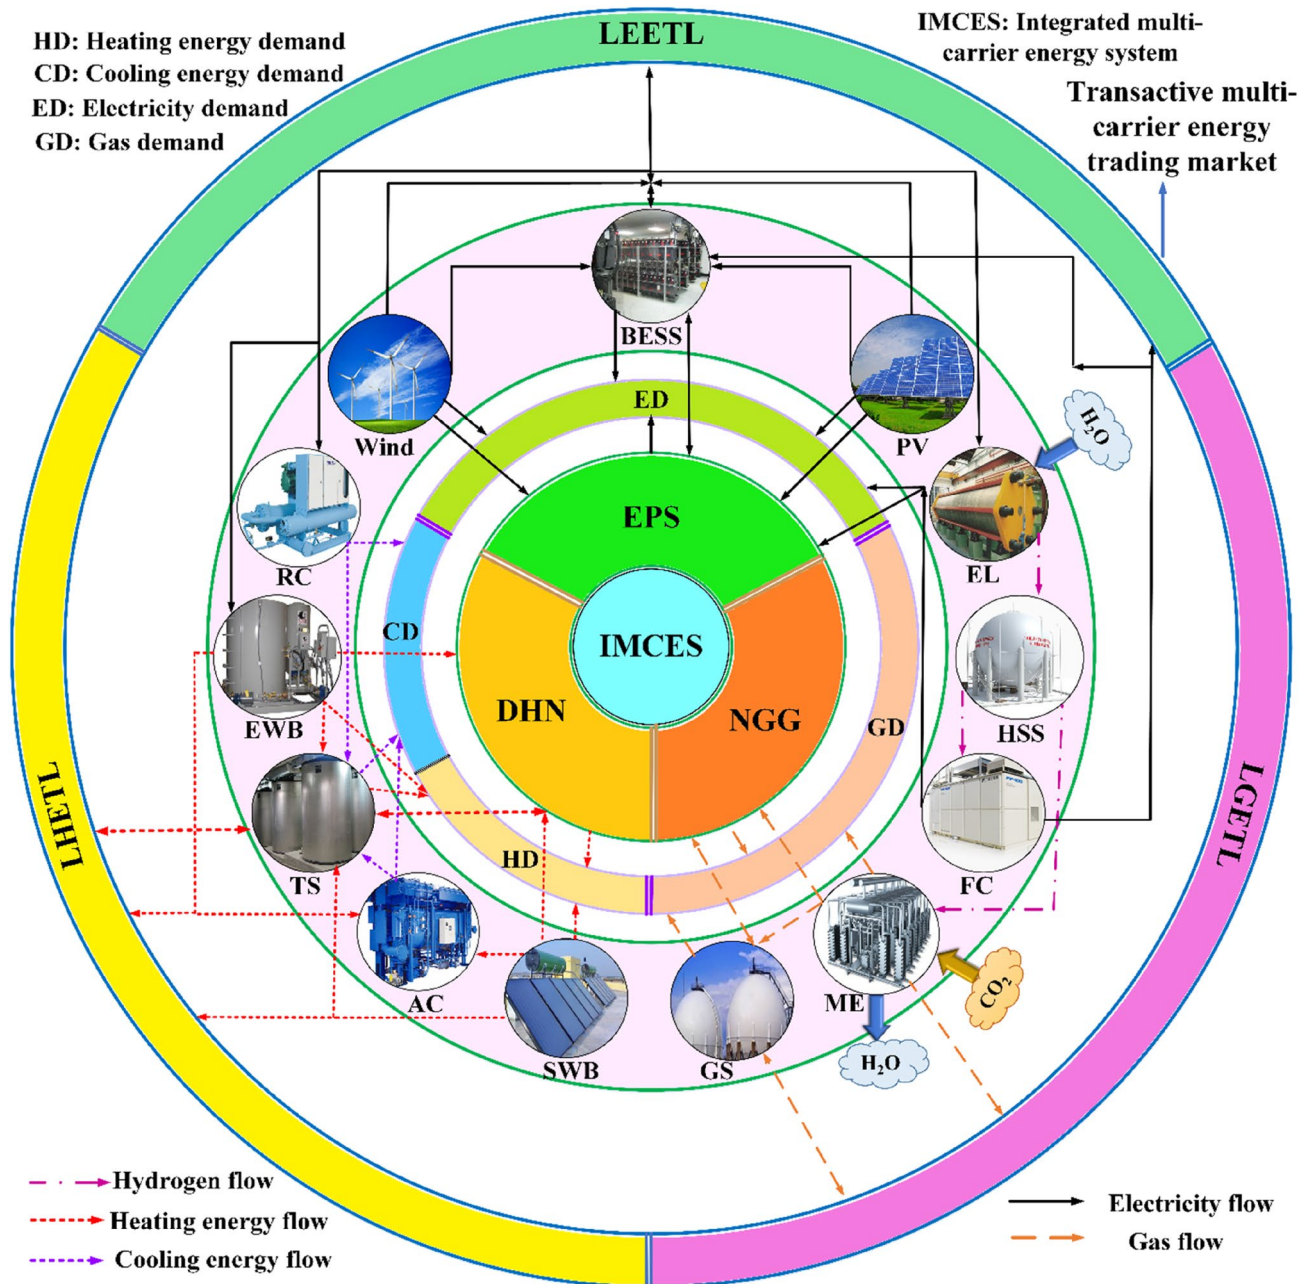 HD: Heating energy demand
CD: Cooling energy demand
ED: Electricity demand
GD: Gas demand
LEETL
IMCES: Integrated multi-
carrier energy system
Transactive multi-
carrier energy
trading market
BESS
Wind
PV
ED
H₂O
RC
EPS
EL
CD
IMCES
EWB
DHN
NGG
GD
HSS
LHETL
LGETL
TS
HD
FC
AC
SWB
GS
ME
CO₂
H₂O
Hydrogen flow
Heating energy flow
Cooling energy flow
Electricity flow
Gas flow